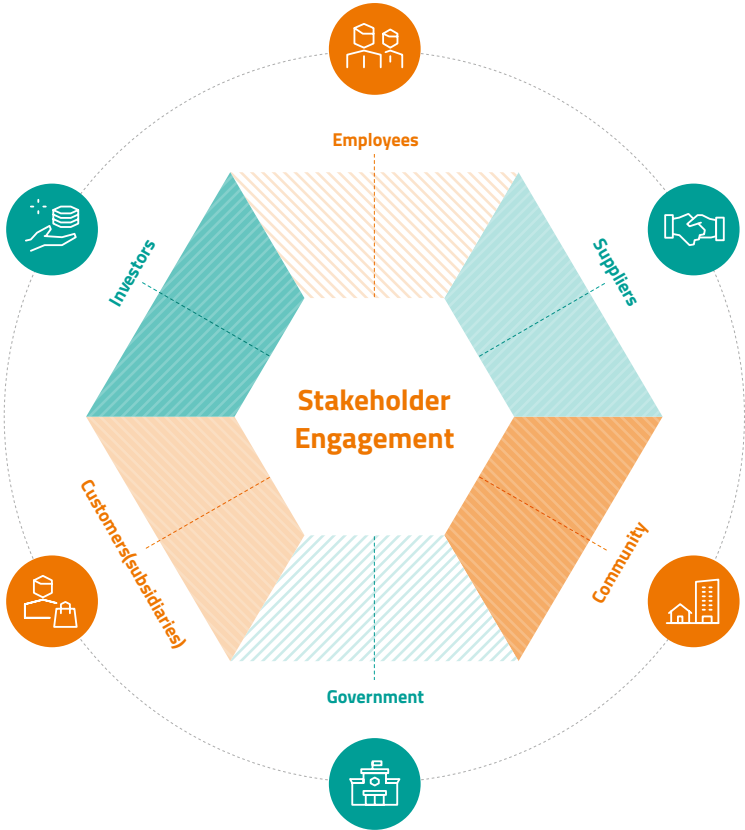 Employees
Investors
Suppliers
Stakeholder
Engagement
Customers(subsidiaries)
Community
Government